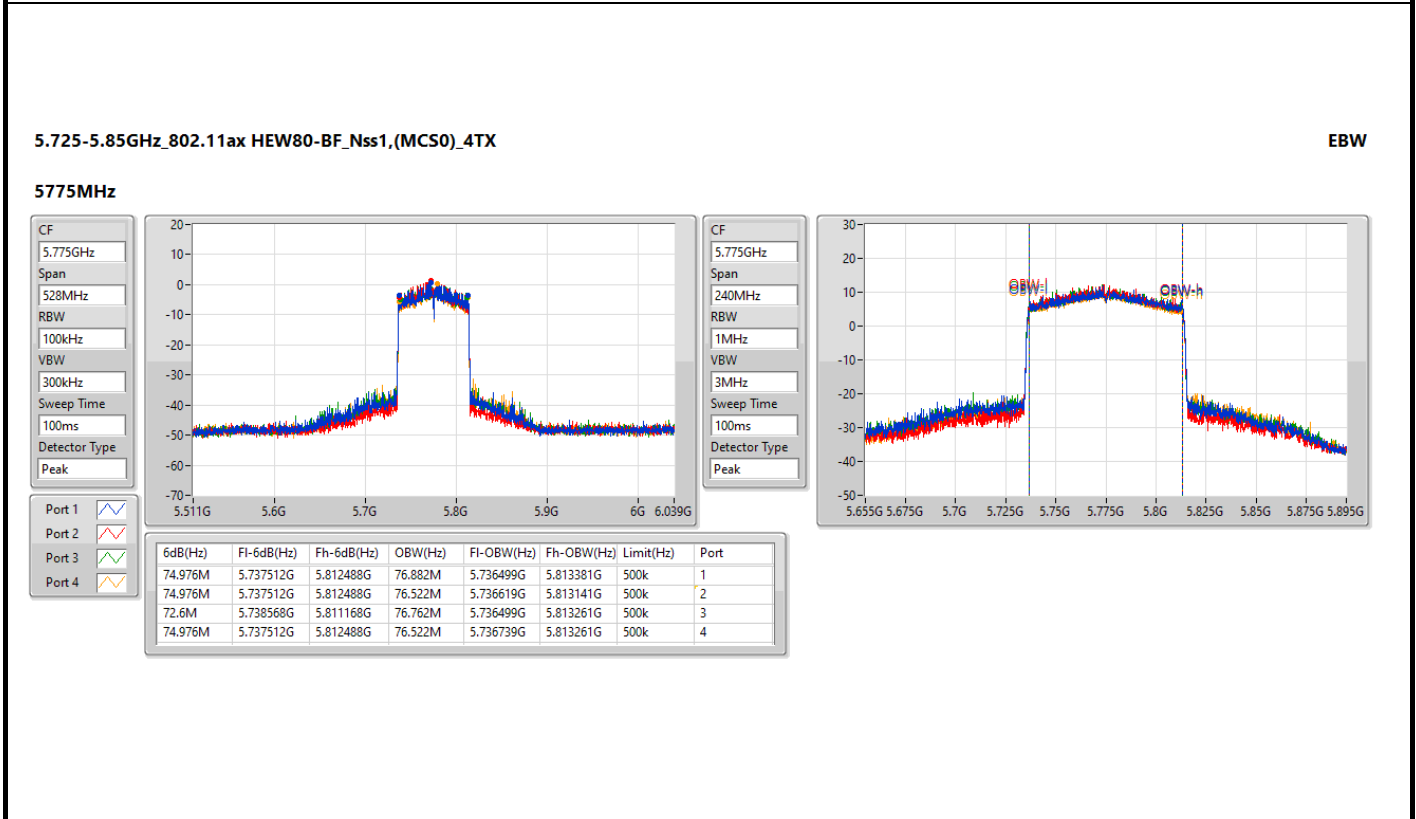 5.725-5.85GHz_802.11ax HEW80-BF_Nss1,(MCS0)_4TX EBW
5775MHz
CF
5.775GHz
Span
528MHz
RBW
100kHz
VBW
300kHz
Sweep Time
100ms
Detector Type
Peak
20
10
0
-10
-20
-30
-40
-50
-60
-70
5.511G 5.6G 5.7G 5.8G 5.9G 6G 6.039G
CF
5.775GHz
Span
240MHz
RBW
1MHz
VBW
3MHz
Sweep Time
100ms
Detector Type
Peak
30
20
10
0
-10
-20
-30
-40
-50
OBW-l OBW-h
5.655G 5.675G 5.7G 5.725G 5.75G 5.775G 5.8G 5.825G 5.85G 5.875G 5.895G
Port 1
Port 2
Port 3
Port 4
6dB(Hz) Fl-6dB(Hz) Fh-6dB(Hz) OBW(Hz) Fl-OBW(Hz) Fh-OBW(Hz) Limit(Hz) Port
74.976M 5.737512G 5.812488G 76.882M 5.736499G 5.813381G 500k 1
74.976M 5.737512G 5.812488G 76.522M 5.736619G 5.813141G 500k 2
72.6M 5.738568G 5.811168G 76.762M 5.736499G 5.813261G 500k 3
74.976M 5.737512G 5.812488G 76.522M 5.736739G 5.813261G 500k 4